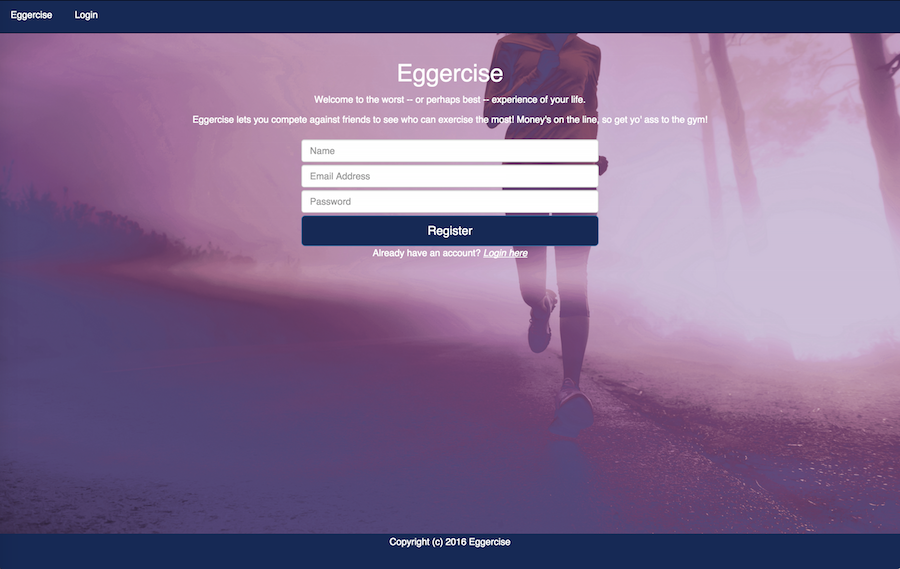 Eggercise Login
Eggercise
Welcome to the worst -- or perhaps best -- experience of your life.
Eggercise lets you compete against friends to see who can exercise the most! Money's on the line, so get yo' ass to the gym!
Name
Email Address
Password
Register
Already have an account? Login here
Copyright (c) 2016 Eggercise